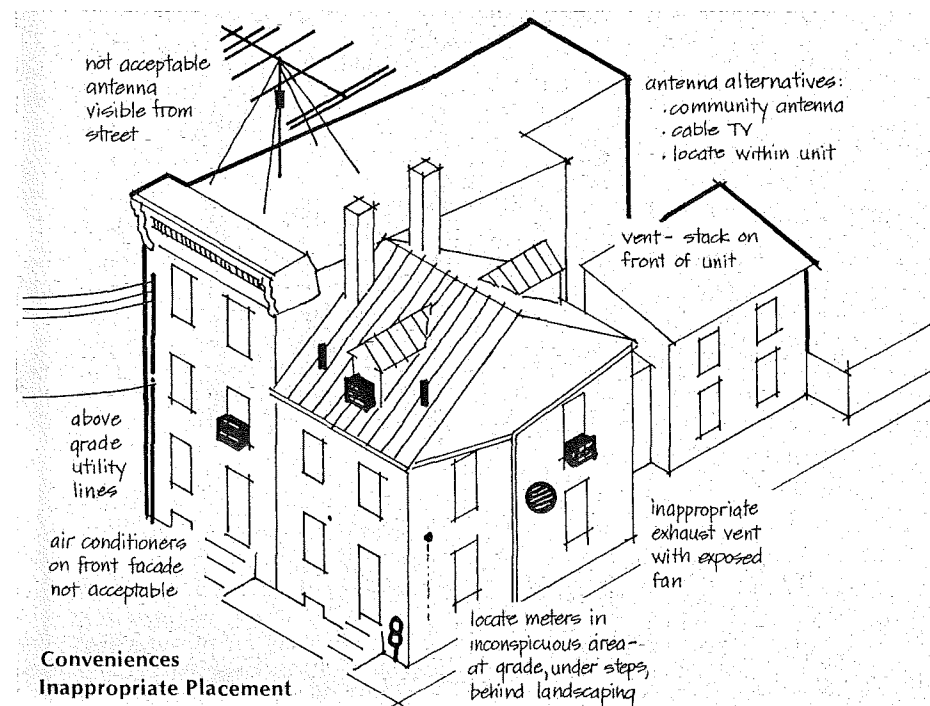 not acceptable
antenna
visible from
street
antenna alternatives:
· community antenna
· cable TV
· locate within unit
vent-stack on
front of unit
above
grade
utility
lines
air conditioners
on front facade
not acceptable
inappropriate
exhaust vent
with exposed
fan
locate meters in
inconspicuous area-
at grade, under steps,
behind landscaping
Conveniences
Inappropriate Placement